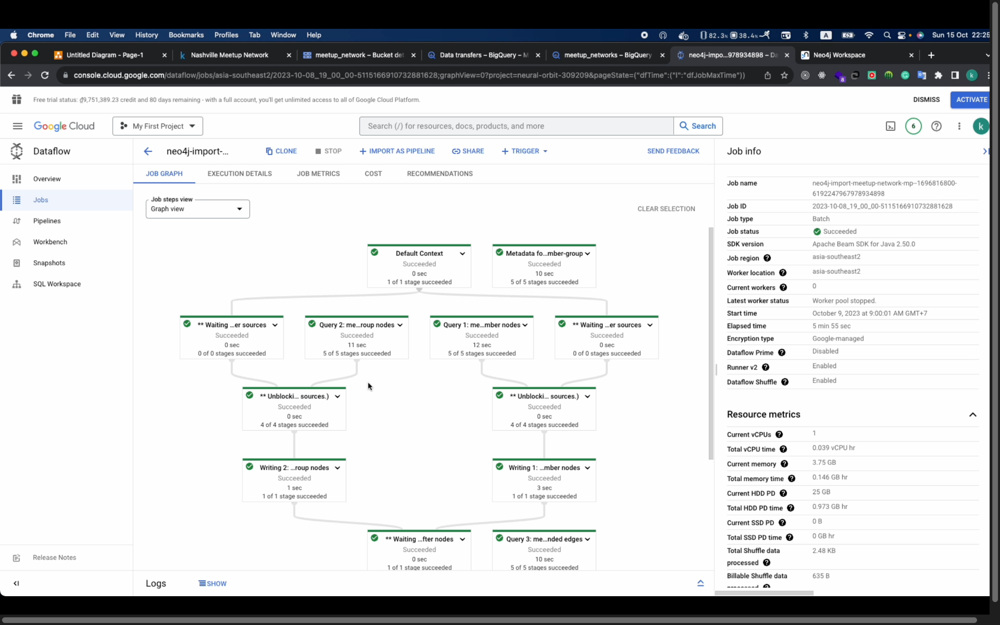 Chrome File Edit View History Bookmarks Profiles Tab Window Help
82.3% 38.4% A Sun 15 Oct 22:25
Untitled Diagram - Page-1
Nashville Meetup Network
meetup_network – Bucket det
Data transfers – BigQuery – M
meetup_networks – BigQuery
neo4j-impo...978934898 – Da
Neo4j Workspace
console.cloud.google.com/dataflow/jobs/asia-southeast2/2023-10-08_19_00_00-5115166910732881628;graphView=0?project=neural-orbit-309209&pageState=("dfTime":("l":"dfJobMaxTime"))
8
k
Free trial status: ₫9,751,389.23 credit and 80 days remaining - with a full account, you'll get unlimited access to all of Google Cloud Platform.
DISMISS
ACTIVATE
Google Cloud
My First Project
Search (/) for resources, docs, products, and more
Search
6
k
Dataflow
Overview
Jobs
Pipelines
Workbench
Snapshots
SQL Workspace
Release Notes
neo4j-import-...
CLONE
STOP
IMPORT AS PIPELINE
SHARE
TRIGGER
SEND FEEDBACK
JOB GRAPH
EXECUTION DETAILS
JOB METRICS
COST
RECOMMENDATIONS
Job steps view
Graph view
CLEAR SELECTION
Default Context
Succeeded
0 sec
1 of 1 stage succeeded
Metadata fo...mber-group
Succeeded
10 sec
5 of 5 stages succeeded
** Waiting ...er sources
Succeeded
0 sec
0 of 0 stages succeeded
Query 2: me...roup nodes
Succeeded
11 sec
5 of 5 stages succeeded
Query 1: me...mber nodes
Succeeded
12 sec
5 of 5 stages succeeded
** Waiting ...er sources
Succeeded
0 sec
0 of 0 stages succeeded
** Unblocki... sources.)
Succeeded
0 sec
4 of 4 stages succeeded
** Unblocki... sources.)
Succeeded
0 sec
4 of 4 stages succeeded
Writing 2: ...roup nodes
Succeeded
1 sec
1 of 1 stage succeeded
Writing 1: ...mber nodes
Succeeded
3 sec
1 of 1 stage succeeded
** Waiting ...fter nodes
Succeeded
0 sec
1 of 1 stage succeeded
Query 3: me...nded edges
Succeeded
10 sec
5 of 5 stages succeeded
Logs
SHOW
Job info
Job name neo4j-import-meetup-network-mp--1696816800-
6192247967978934898
Job ID 2023-10-08_19_00_00-5115166910732881628
Job type Batch
Job status Succeeded
SDK version Apache Beam SDK for Java 2.50.0
Job region asia-southeast2
Worker location asia-southeast2
Current workers 0
Latest worker status Worker pool stopped.
Start time October 9, 2023 at 9:00:01 AM GMT+7
Elapsed time 5 min 55 sec
Encryption type Google-managed
Dataflow Prime Disabled
Runner v2 Enabled
Dataflow Shuffle Enabled
Resource metrics
Current vCPUs 1
Total vCPU time 0.039 vCPU hr
Current memory 3.75 GB
Total memory time 0.146 GB hr
Current HDD PD 25 GB
Total HDD PD time 0.973 GB hr
Current SSD PD 0 B
Total SSD PD time 0 GB hr
Total Shuffle data 2.48 KB
processed
Billable Shuffle data 635 B
processed